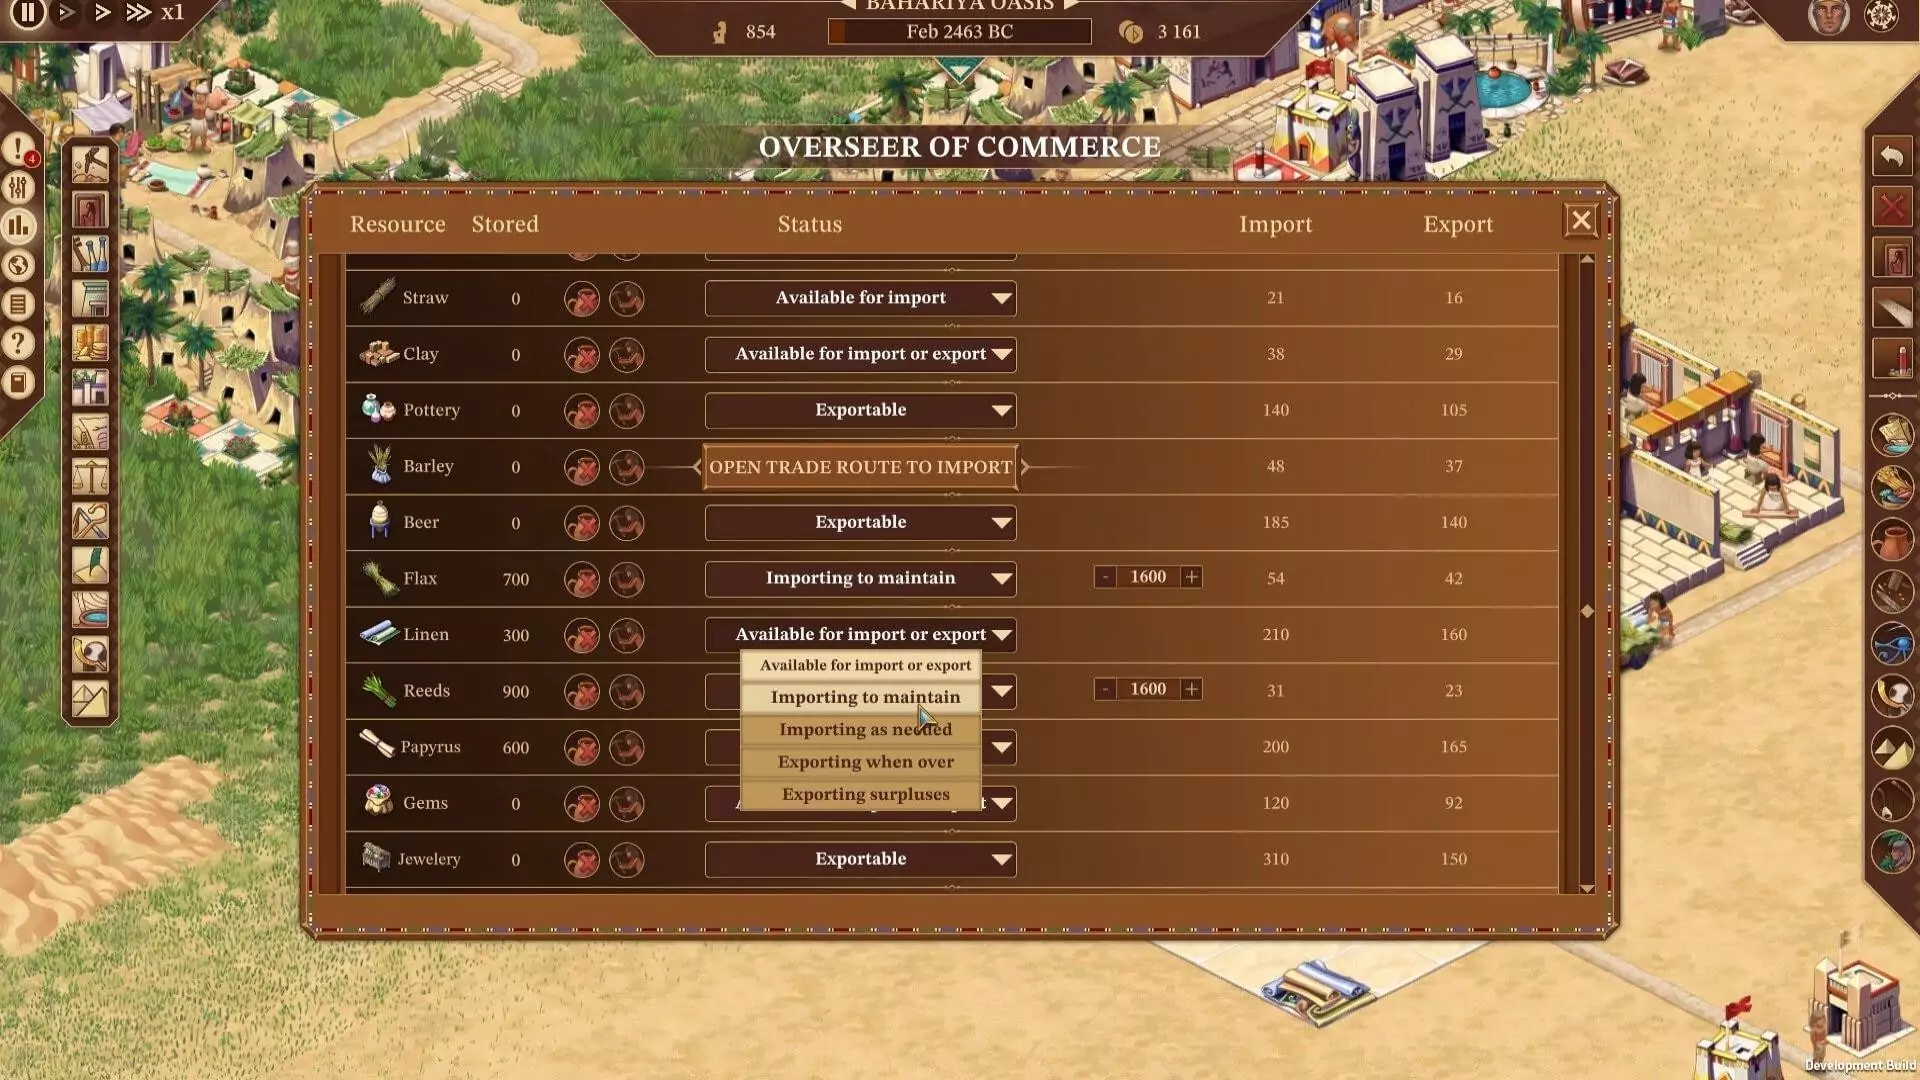 x1
BAHARIYA OASIS
854
Feb 2463 BC
3 161
4
OVERSEER OF COMMERCE
Resource Stored Status Import Export
Straw 0 Available for import 21 16
Clay 0 Available for import or export 38 29
Pottery 0 Exportable 140 105
Barley 0 OPEN TRADE ROUTE TO IMPORT 48 37
Beer 0 Exportable 185 140
Flax 700 Importing to maintain - 1600 + 54 42
Linen 300 Available for import or export 210 160
Available for import or export
Importing to maintain
Importing as needed
Exporting when over
Exporting surpluses
Reeds 900 - 1600 + 31 23
Papyrus 600 200 165
Gems 0 120 92
Jewelery 0 Exportable 310 150
Development Build